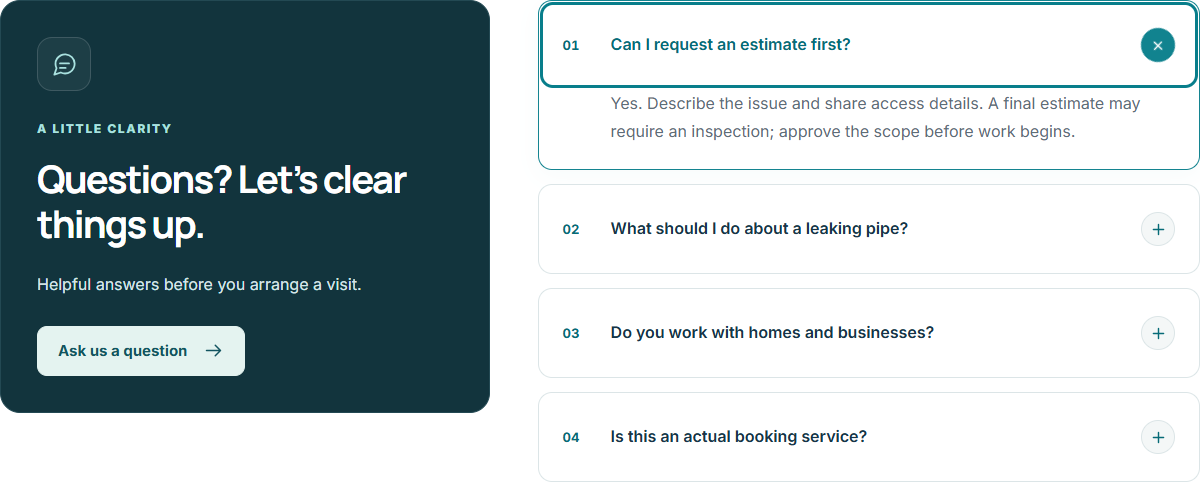 A LITTLE CLARITY
Questions? Let’s clear
things up.
Helpful answers before you arrange a visit.
Ask us a question
01 Can I request an estimate first?
Yes. Describe the issue and share access details. A final estimate may
require an inspection; approve the scope before work begins.
02 What should I do about a leaking pipe?
03 Do you work with homes and businesses?
04 Is this an actual booking service?